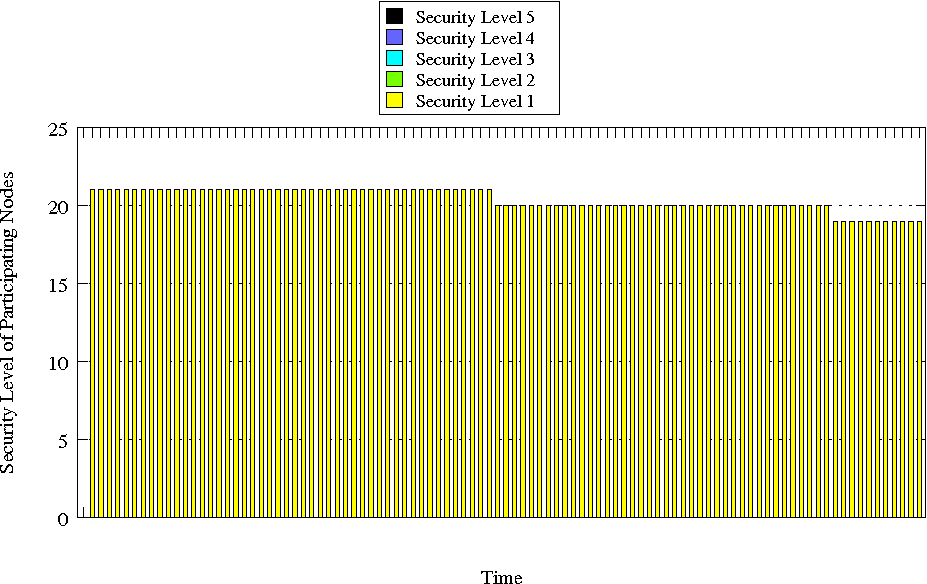 Security Level 5
Security Level 4
Security Level 3
Security Level 2
Security Level 1
25
20
15
10
5
0
Security Level of Participating Nodes
Time